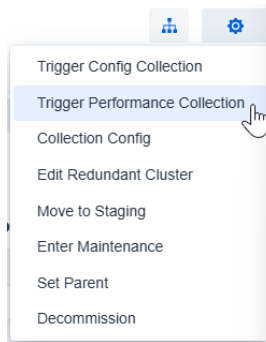 Trigger Config Collection
Trigger Performance Collection
Collection Config
Edit Redundant Cluster
Move to Staging
Enter Maintenance
Set Parent
Decommission